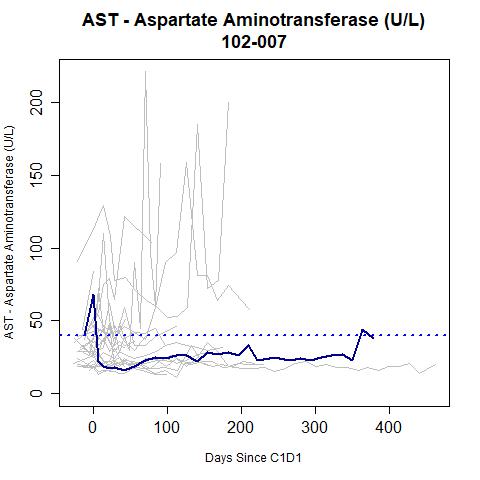 AST - Aspartate Aminotransferase (U/L)
102-007
AST - Aspartate Aminotransferase (U/L)
200
150
100
50
0
0 100 200 300 400
Days Since C1D1